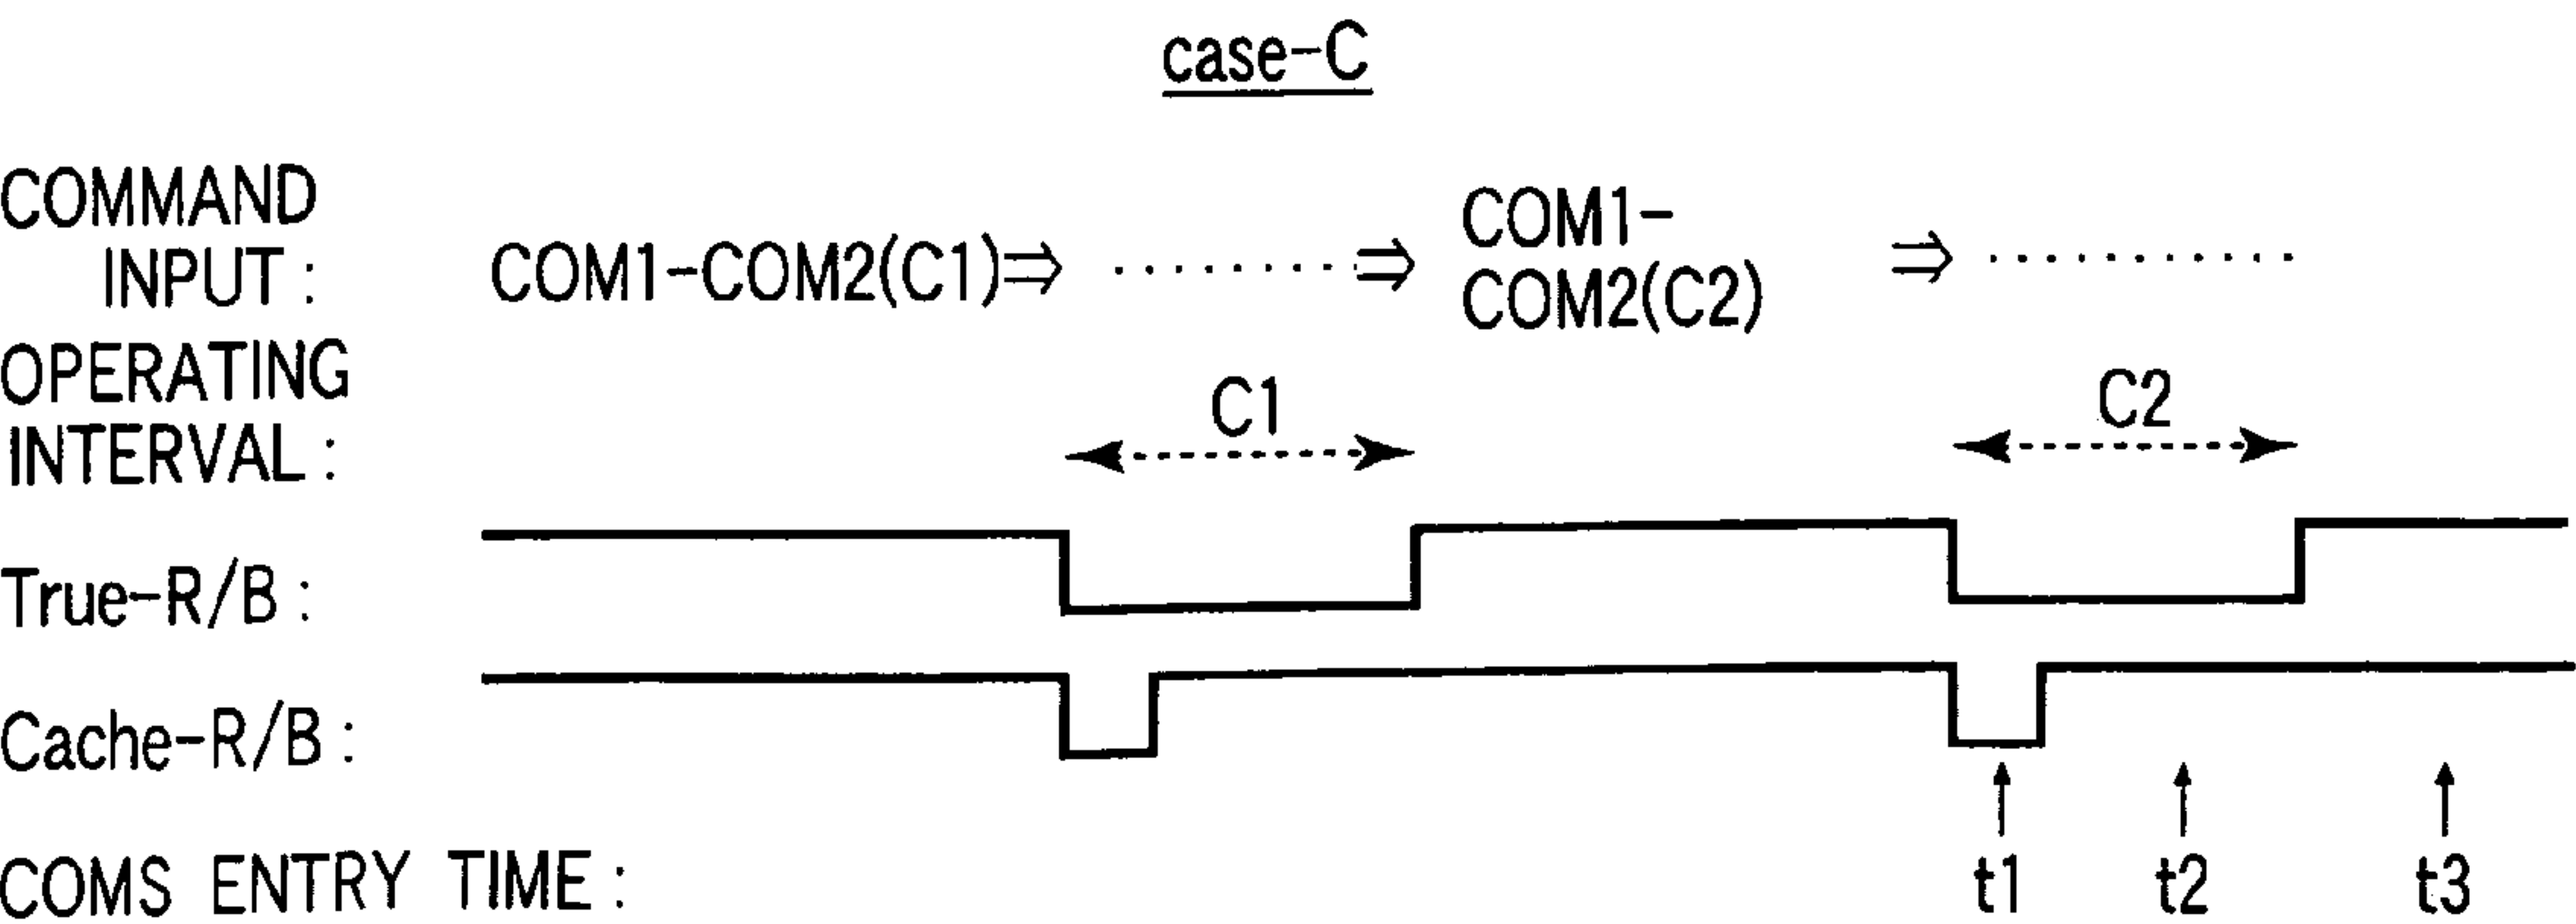 case-C
COMMAND
INPUT :
COM1-COM2(C1)⇒ ..........⇒ COM1-
COM2(C2) ⇒ ..........
OPERATING
INTERVAL :
C1
C2
True-R/B :
Cache-R/B :
COMS ENTRY TIME :
t1
t2
t3